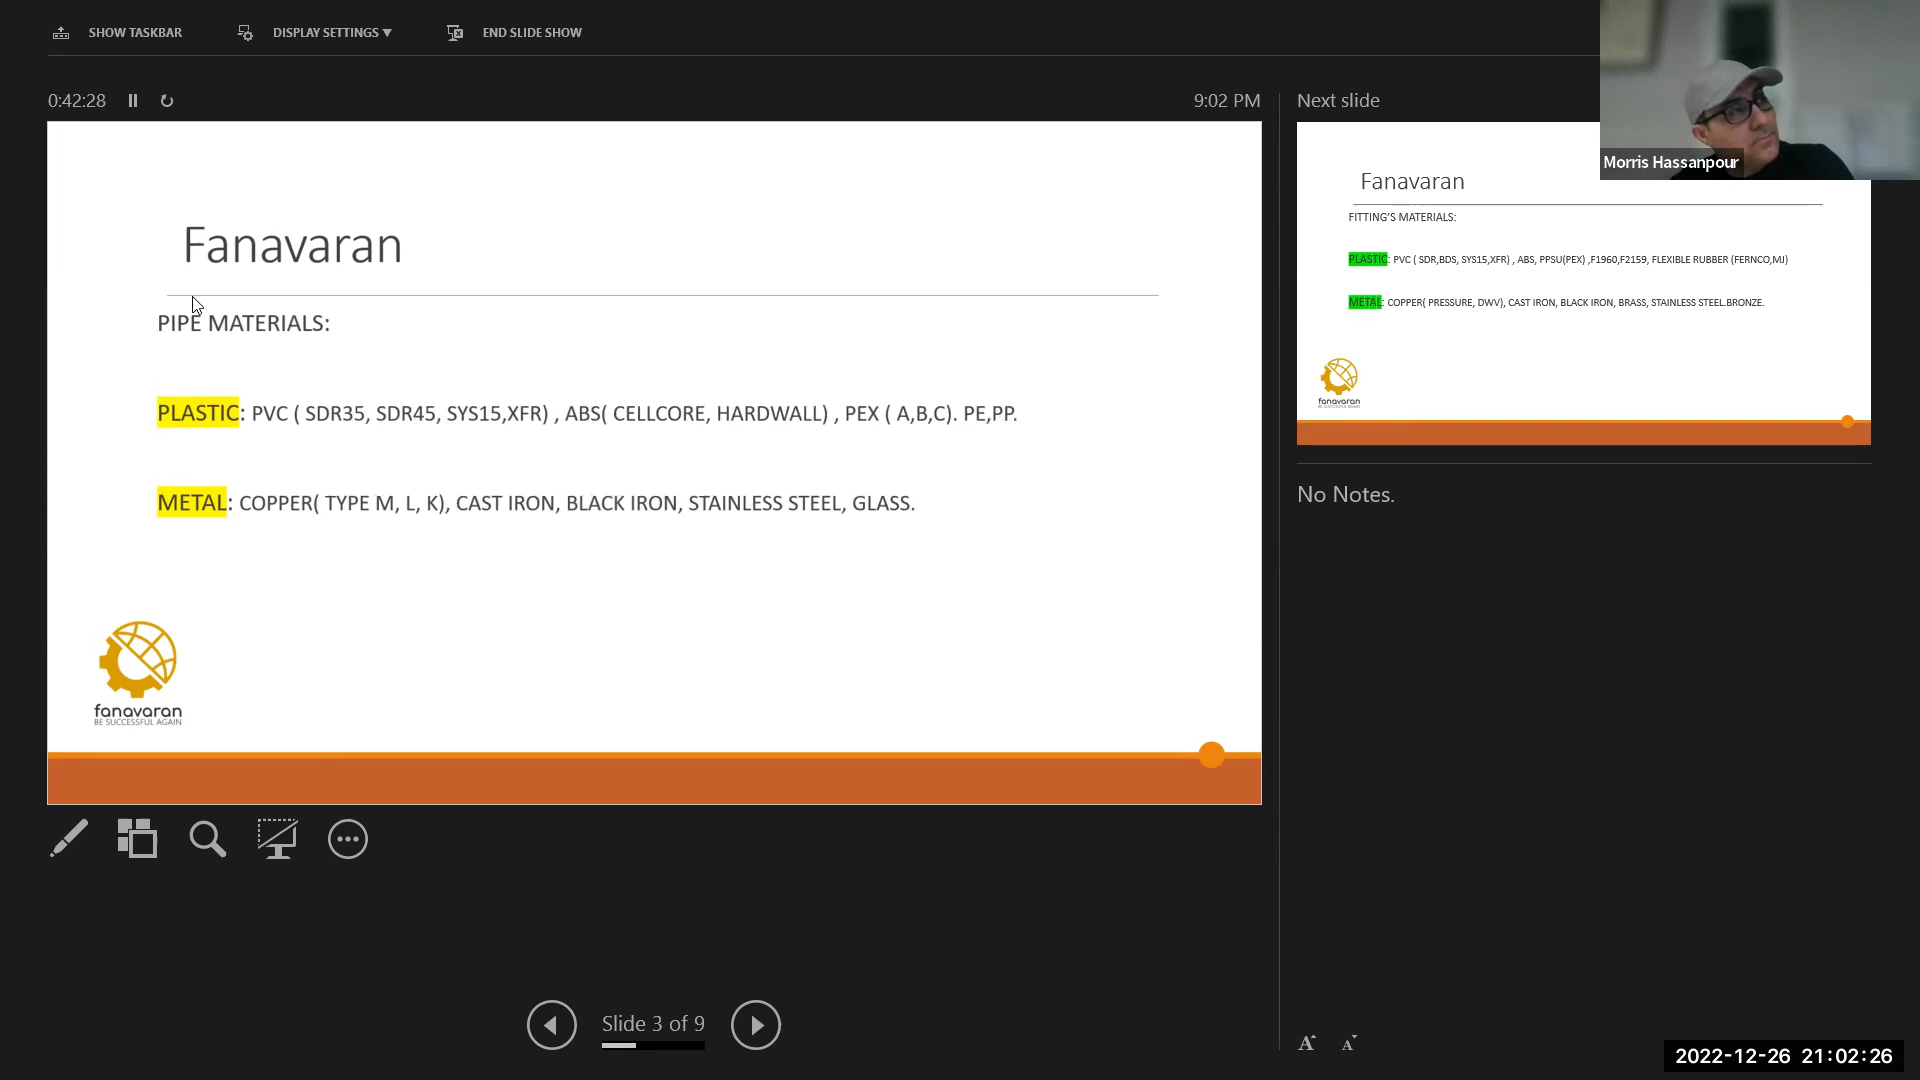 SHOW TASKBAR
DISPLAY SETTINGS ▼
END SLIDE SHOW
0:42:28
9:02 PM
Fanavaran
PIPE MATERIALS:
PLASTIC: PVC ( SDR35, SDR45, SYS15,XFR) , ABS( CELLCORE, HARDWALL) , PEX ( A,B,C). PE,PP.
METAL: COPPER( TYPE M, L, K), CAST IRON, BLACK IRON, STAINLESS STEEL, GLASS.
fanavaran
BE SUCCESSFUL AGAIN
Slide 3 of 9
Next slide
Morris Hassanpour
Fanavaran
FITTING'S MATERIALS:
PLASTIC: PVC ( SDR,BDS, SYS15,XFR) , ABS, PPSU(PEX) ,F1960,F2159, FLEXIBLE RUBBER (FERNCO,MJ)
METAL: COPPER( PRESSURE, DWV), CAST IRON, BLACK IRON, BRASS, STAINLESS STEEL.BRONZE.
fanavaran
BE SUCCESSFUL AGAIN
No Notes.
A A
2022-12-26 21:02:26